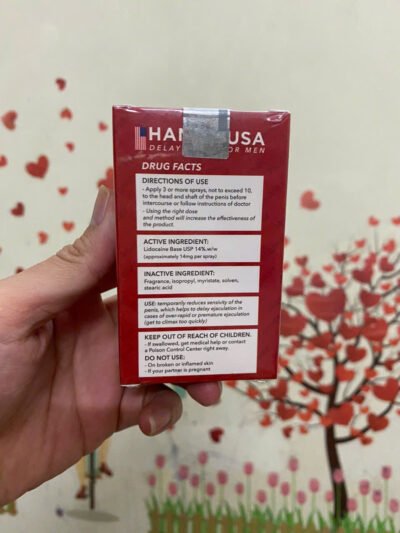 USA
DELAY FOR MEN
DRUG FACTS
DIRECTIONS OF USE
- Apply 3 or more sprays, not to exceed 10,
to the head and shaft of the penis before
intercourse or follow instructions of doctor
- Using the right dose
and method will increase the effectiveness of
the product.
ACTIVE INGREDIENT:
Lidocaine Base USP 14%.w/w
(approximately 14mg per spray)
INACTIVE INGREDIENT:
Fragrance, isopropyl, myristate, solven,
stearic acid
USE: temporarily reduces sensivity of the
penis, which helps to delay ejaculation in
cases of over-rapid or premature ejaculation
(get to climax too quickly)
KEEP OUT OF REACH OF CHILDREN.
- If swallowed, get medical help or contact
a Poison Control Center right away.
DO NOT USE:
- On broken or inflamed skin
- If your partner is pregnant